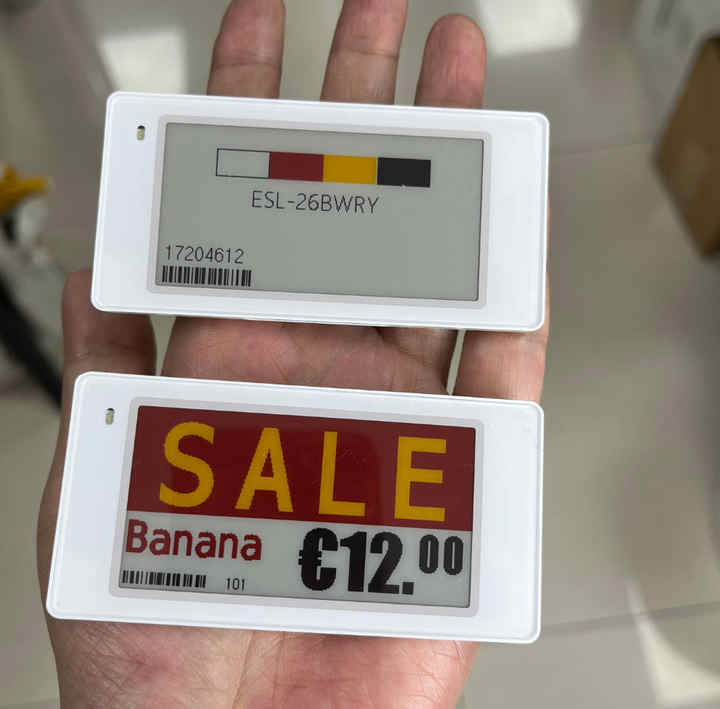 ESL-26BWRY
17204612
SALE
Banana €12.00
101